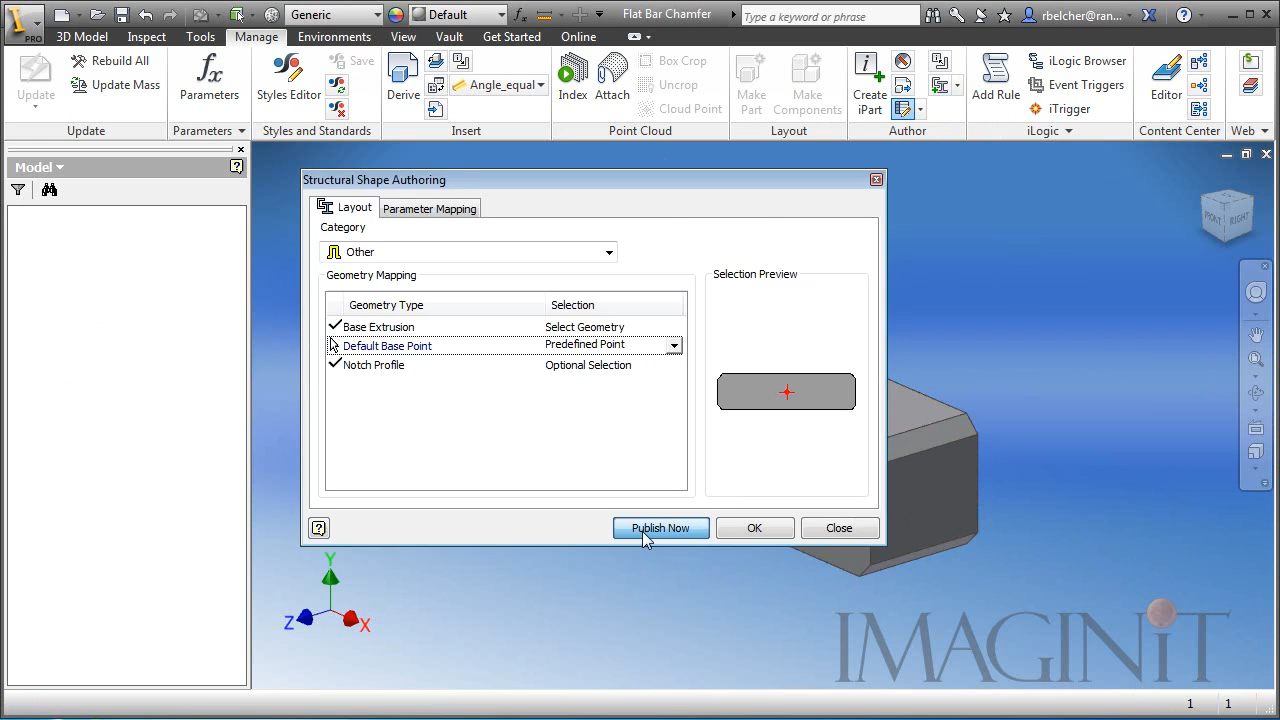 PRO
Generic
Default
Flat Bar Chamfer
Type a keyword or phrase
rbelcher@ran...
3D Model
Inspect
Tools
Manage
Environments
View
Vault
Get Started
Online
Update
Rebuild All
Update Mass
Parameters
Styles Editor
Save
Derive
Angle_equal
Index
Attach
Box Crop
Uncrop
Cloud Point
Make
Part
Make
Components
Create
iPart
Add Rule
iLogic Browser
Event Triggers
iTrigger
Editor
Update
Parameters
Styles and Standards
Insert
Point Cloud
Layout
Author
iLogic
Content Center
Web
Model
Structural Shape Authoring
Layout
Parameter Mapping
Category
Other
Geometry Mapping
Selection Preview
Geometry Type
Selection
Base Extrusion
Select Geometry
Default Base Point
Predefined Point
Notch Profile
Optional Selection
Publish Now
OK
Close
FRONT
RIGHT
Y
Z
X
IMAGINiT
1
1